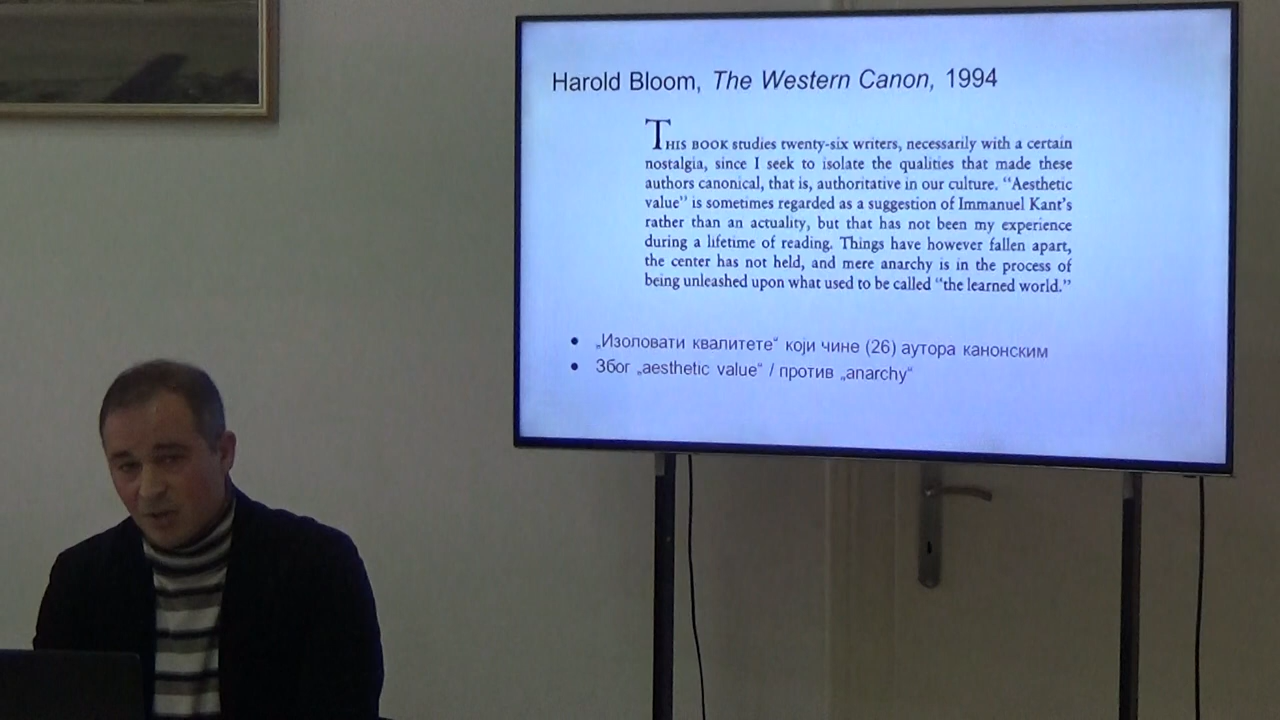 Harold Bloom, The Western Canon, 1994
THIS BOOK studies twenty-six writers, necessarily with a certain
nostalgia, since I seek to isolate the qualities that made these
authors canonical, that is, authoritative in our culture. “Aesthetic
value” is sometimes regarded as a suggestion of Immanuel Kant’s
rather than an actuality, but that has not been my experience
during a lifetime of reading. Things have however fallen apart,
the center has not held, and mere anarchy is in the process of
being unleashed upon what used to be called “the learned world.”
• „Изоловати квалитете“ који чине (26) аутора канонским
• Због „aesthetic value“ / против „anarchy“